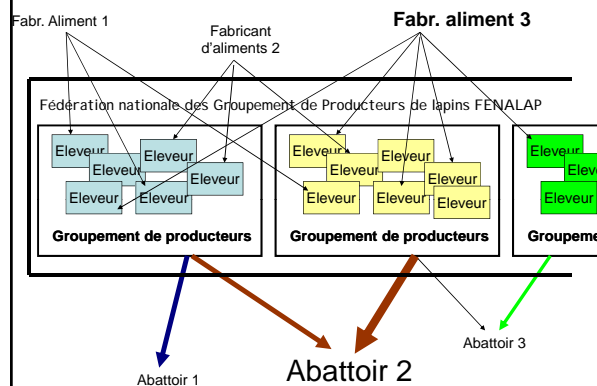 Fabr. Aliment 1
Fabricant
d'aliments 2
Fabr. aliment 3
Fédération nationale des Groupement de Producteurs de lapins FENALAP
Eleveur
Eleveur
Eleveur
Eleveur
Eleveur
Eleveur
Groupement de producteurs
Eleveur
Eleveur
Eleveur
Eleveur
Eleveur
Eleveur
Eleveur
Groupement de producteurs
Eleveur
Eleveur
Groupeme
Abattoir 1
Abattoir 2
Abattoir 3